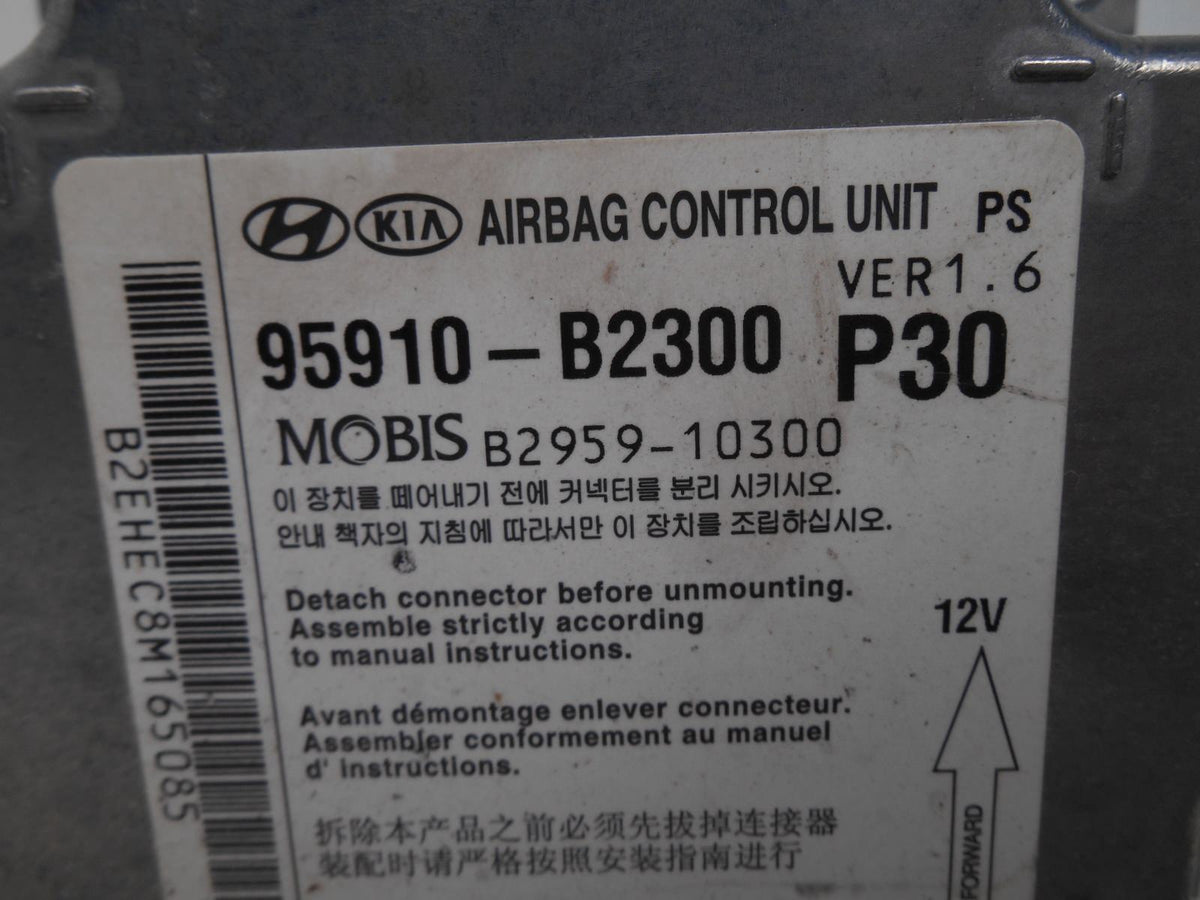 KIA AIRBAG CONTROL UNIT PS
VER1.6
95910-B2300 P30
MOBIS B2959-10300
이 장치를 떼어내기 전에 커넥터를 분리 시키시오.
안내 책자의 지침에 따라서만 이 장치를 조립하십시오.
Detach connector before unmounting.
Assemble strictly according
to manual instructions.
12V
Avant démontage enlever connecteur.
Assembler conformement au manuel
d' instructions.
FORWARD
拆除本产品之前必须先拔掉连接器
装配时请严格按照安装指南进行
B2EHEC8M165085